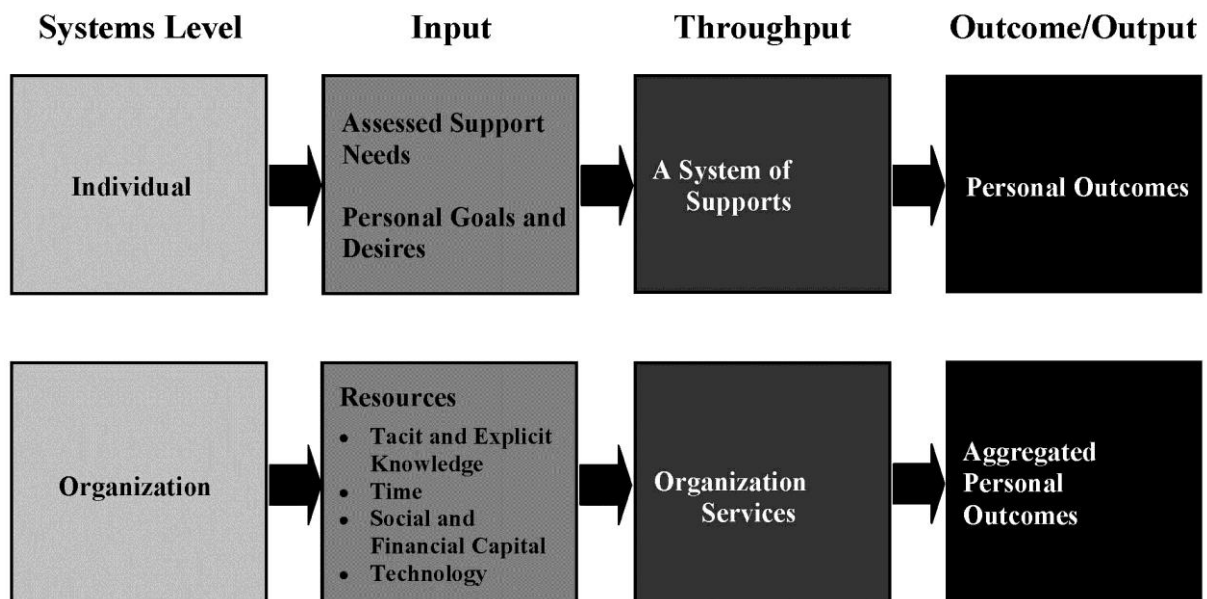 Systems Level Input Throughput Outcome/Output
Individual
Assessed Support
Needs
Personal Goals and
Desires
A System of
Supports
Personal Outcomes
Organization
Resources
• Tacit and Explicit
Knowledge
• Time
• Social and
Financial Capital
• Technology
Organization
Services
Aggregated
Personal
Outcomes